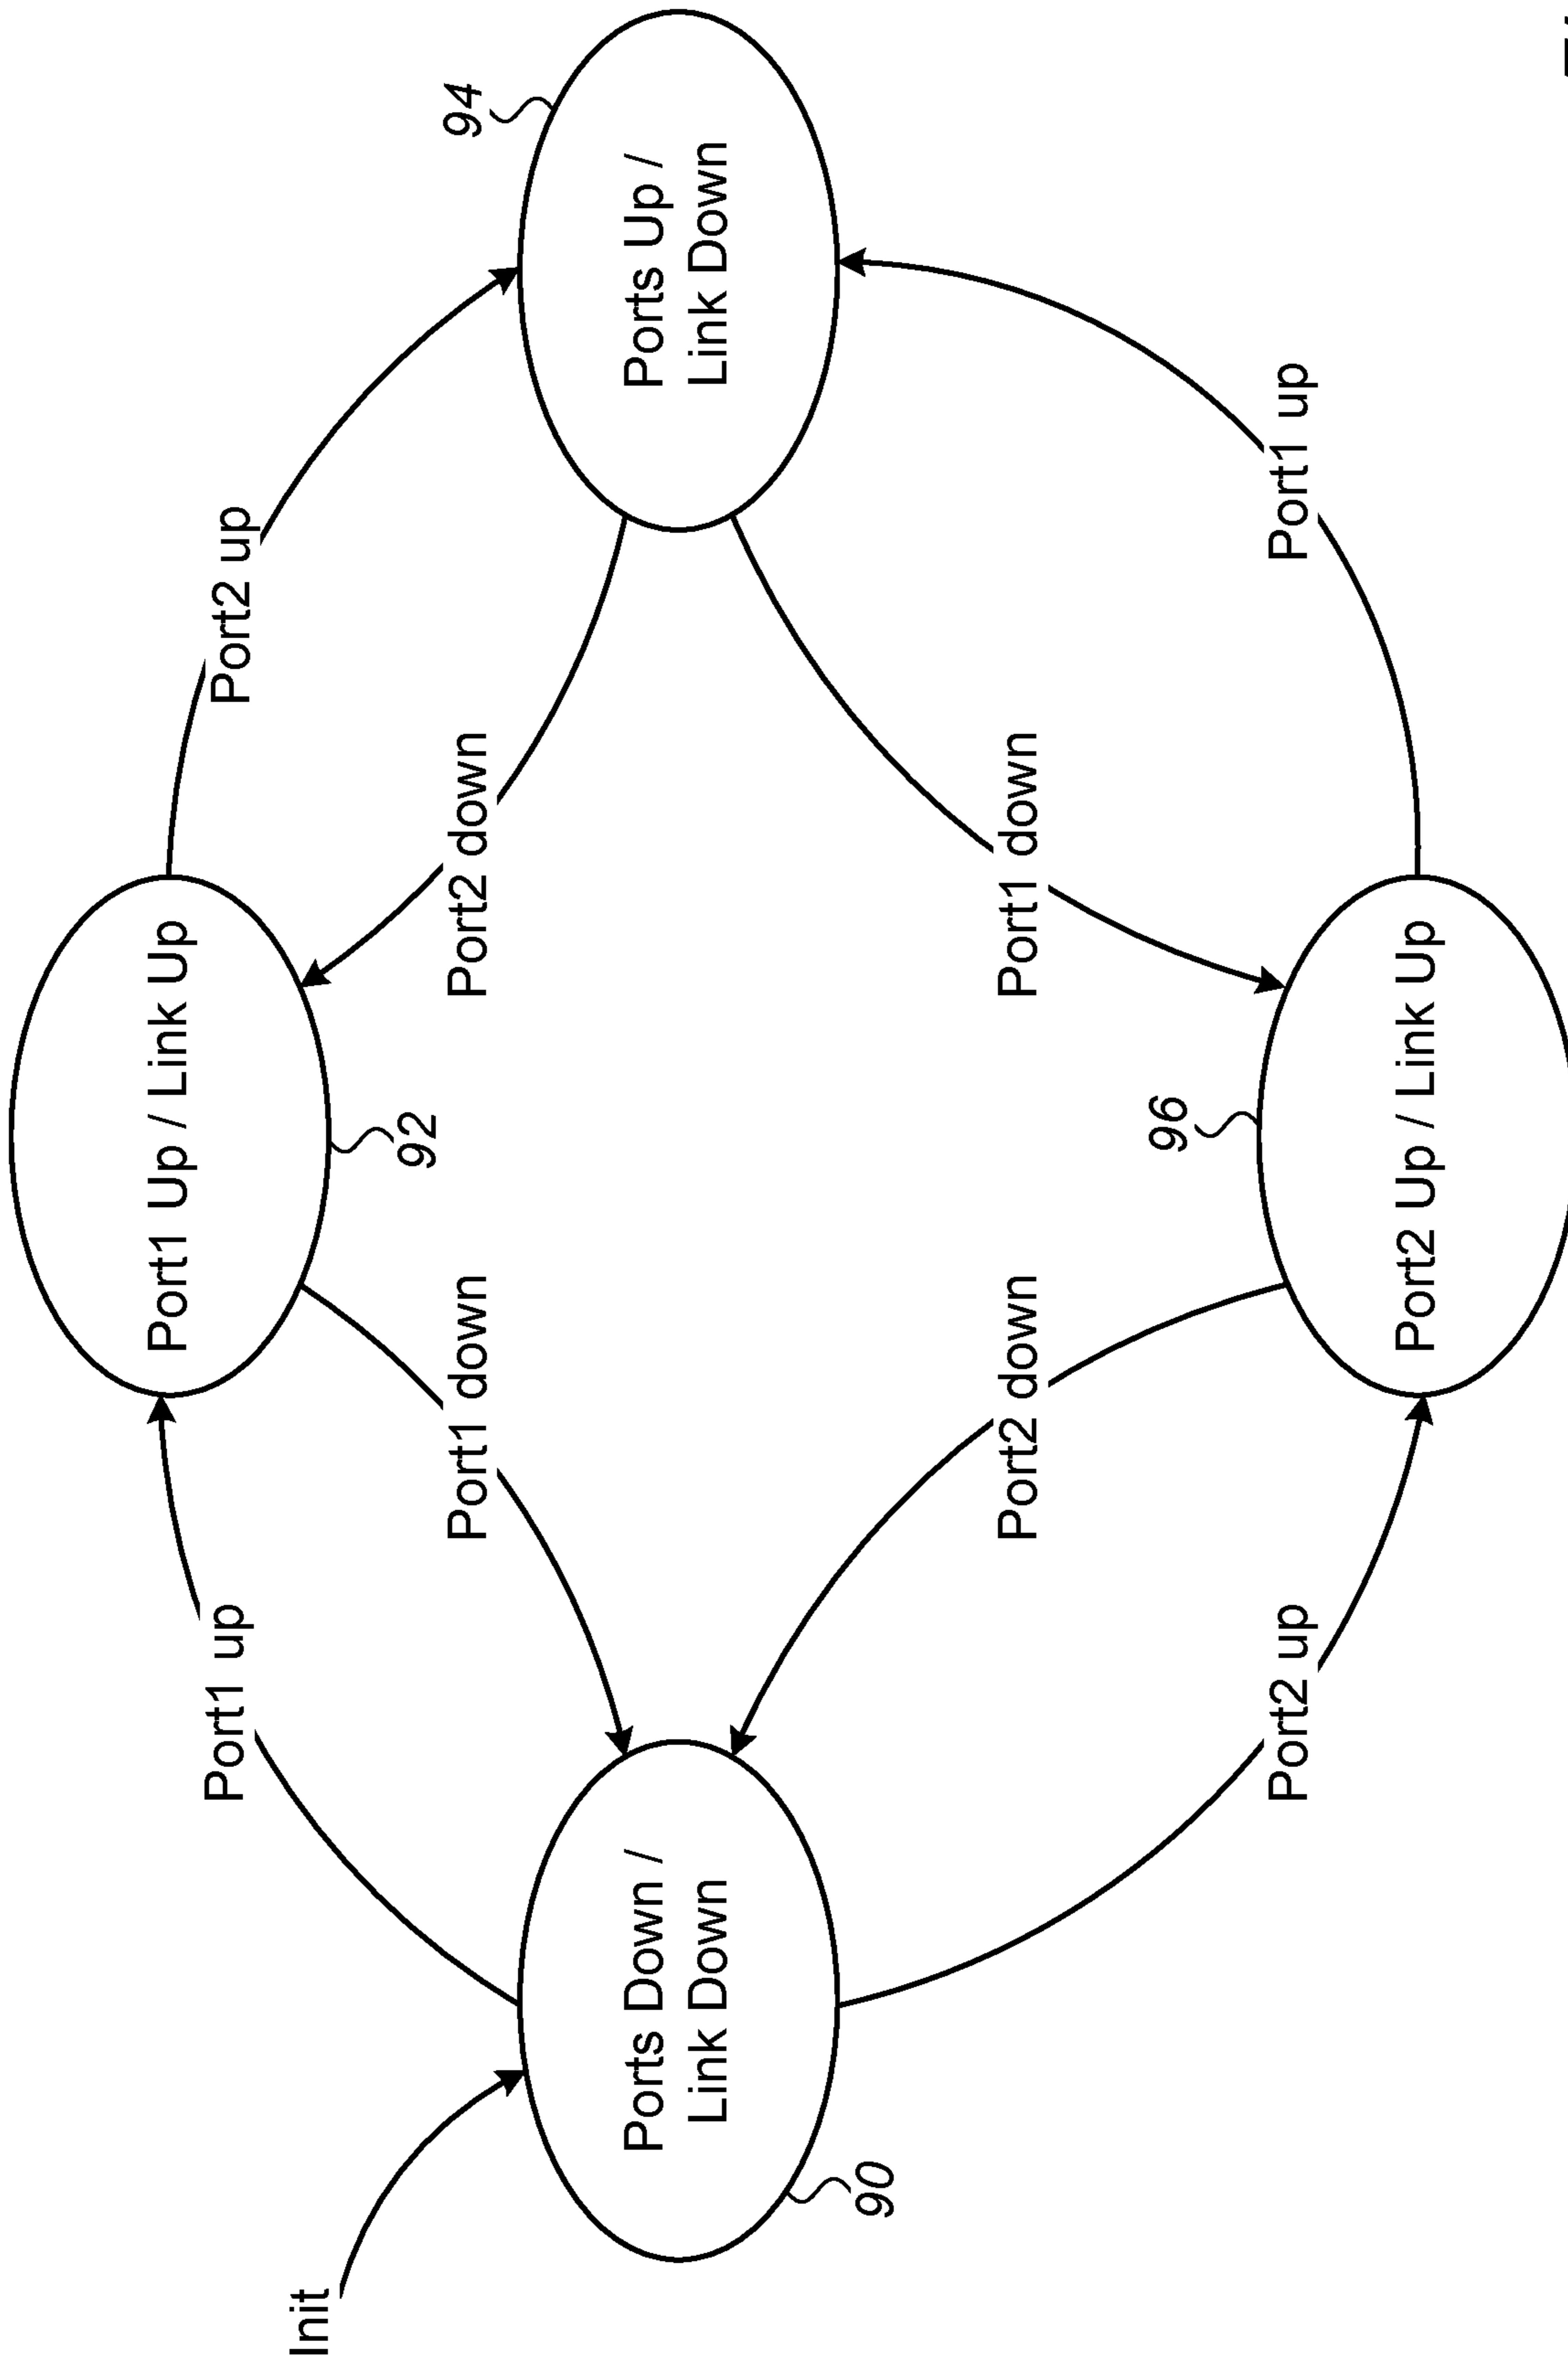 Init
Ports Down /
Link Down
90
Port1 up
Port1 Up / Link Up
92
Port2 up
Ports Up /
Link Down
94
Port1 down
Port2 down
Port2 down
Port1 down
Port2 up
Port2 Up / Link Up
96
Port1 up